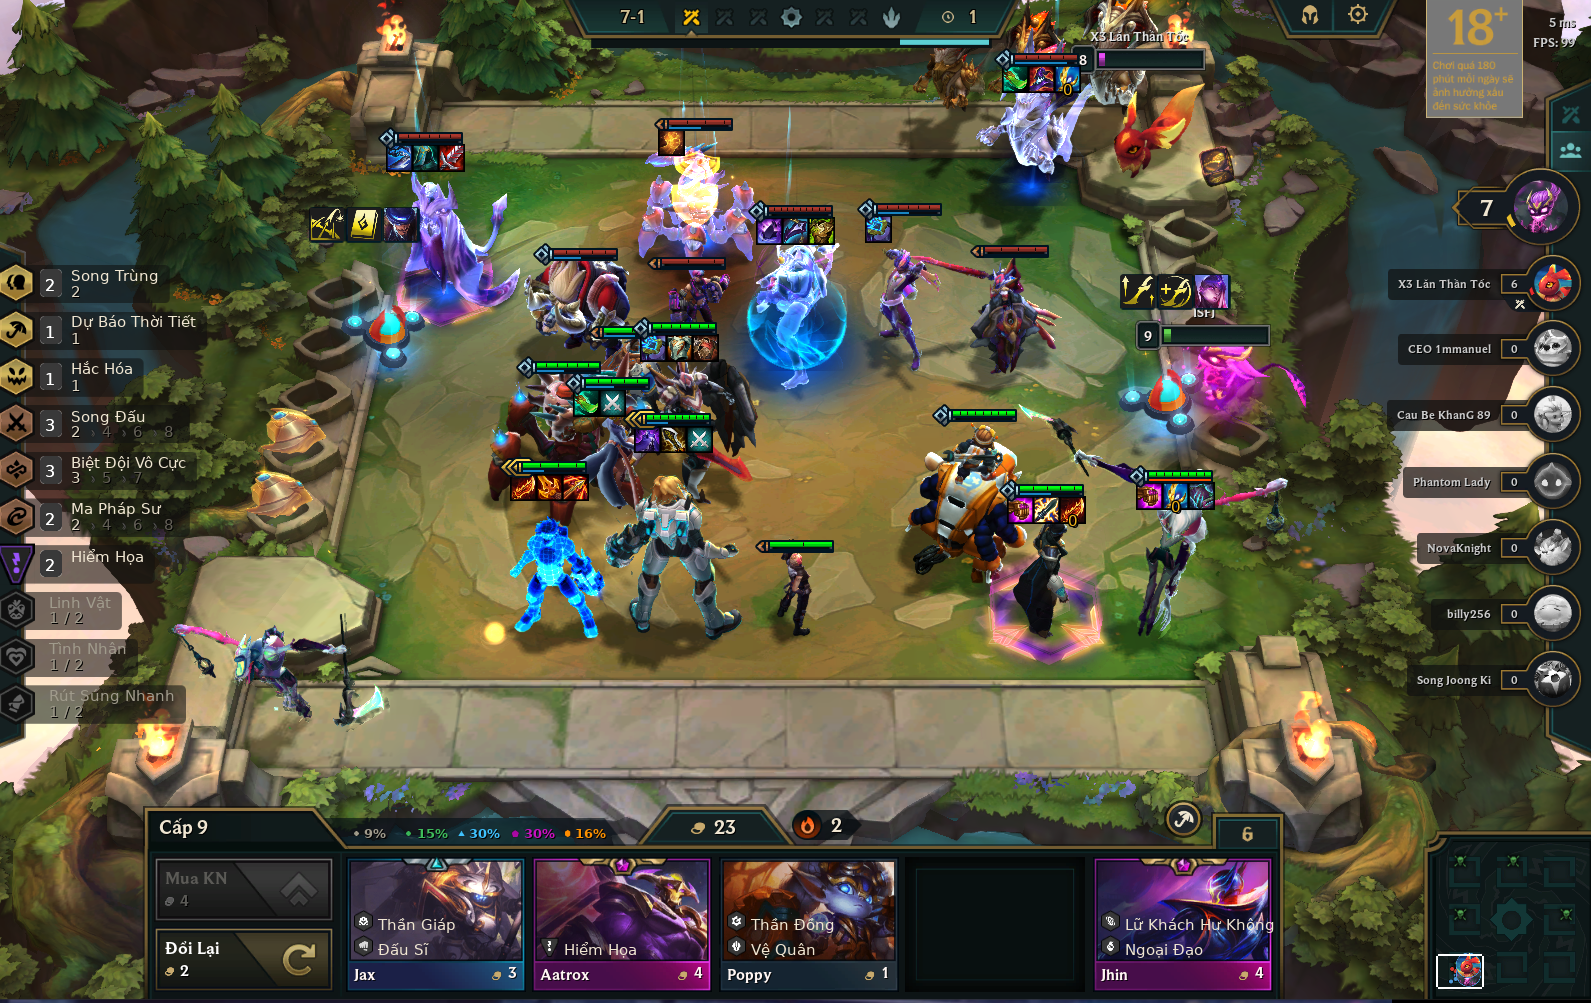 7-1
1
X3 Lân Thần Tốc
8
0
18+
Chơi quá 180
phút mỗi ngày sẽ
ảnh hưởng xấu
đến sức khỏe
5 ms
FPS: 99
7
X3 Lân Thần Tốc 6
CEO 1mmanuel 0
Cau Be KhanG 89 0
Phantom Lady 0
NovaKnight 0
billy256 0
Song Joong Ki 0
ISFJ
9
0
0
2 Song Trùng
2
1 Dự Báo Thời Tiết
1
1 Hắc Hóa
1
3 Song Đấu
2 › 4 › 6 › 8
3 Biệt Đội Vô Cực
3 › 5 › 7
2 Ma Pháp Sư
2 › 4 › 6 › 8
2 Hiểm Họa
Linh Vật
1 / 2
Tình Nhân
1 / 2
Rút Súng Nhanh
1 / 2
Cấp 9
9% 15% 30% 30% 16%
23
2
6
Mua KN
4
Đổi Lại
2
Thần Giáp
Đấu Sĩ
Jax 3
Hiểm Họa
Aatrox 4
Thần Đồng
Vệ Quân
Poppy 1
Lữ Khách Hư Không
Ngoại Đạo
Jhin 4